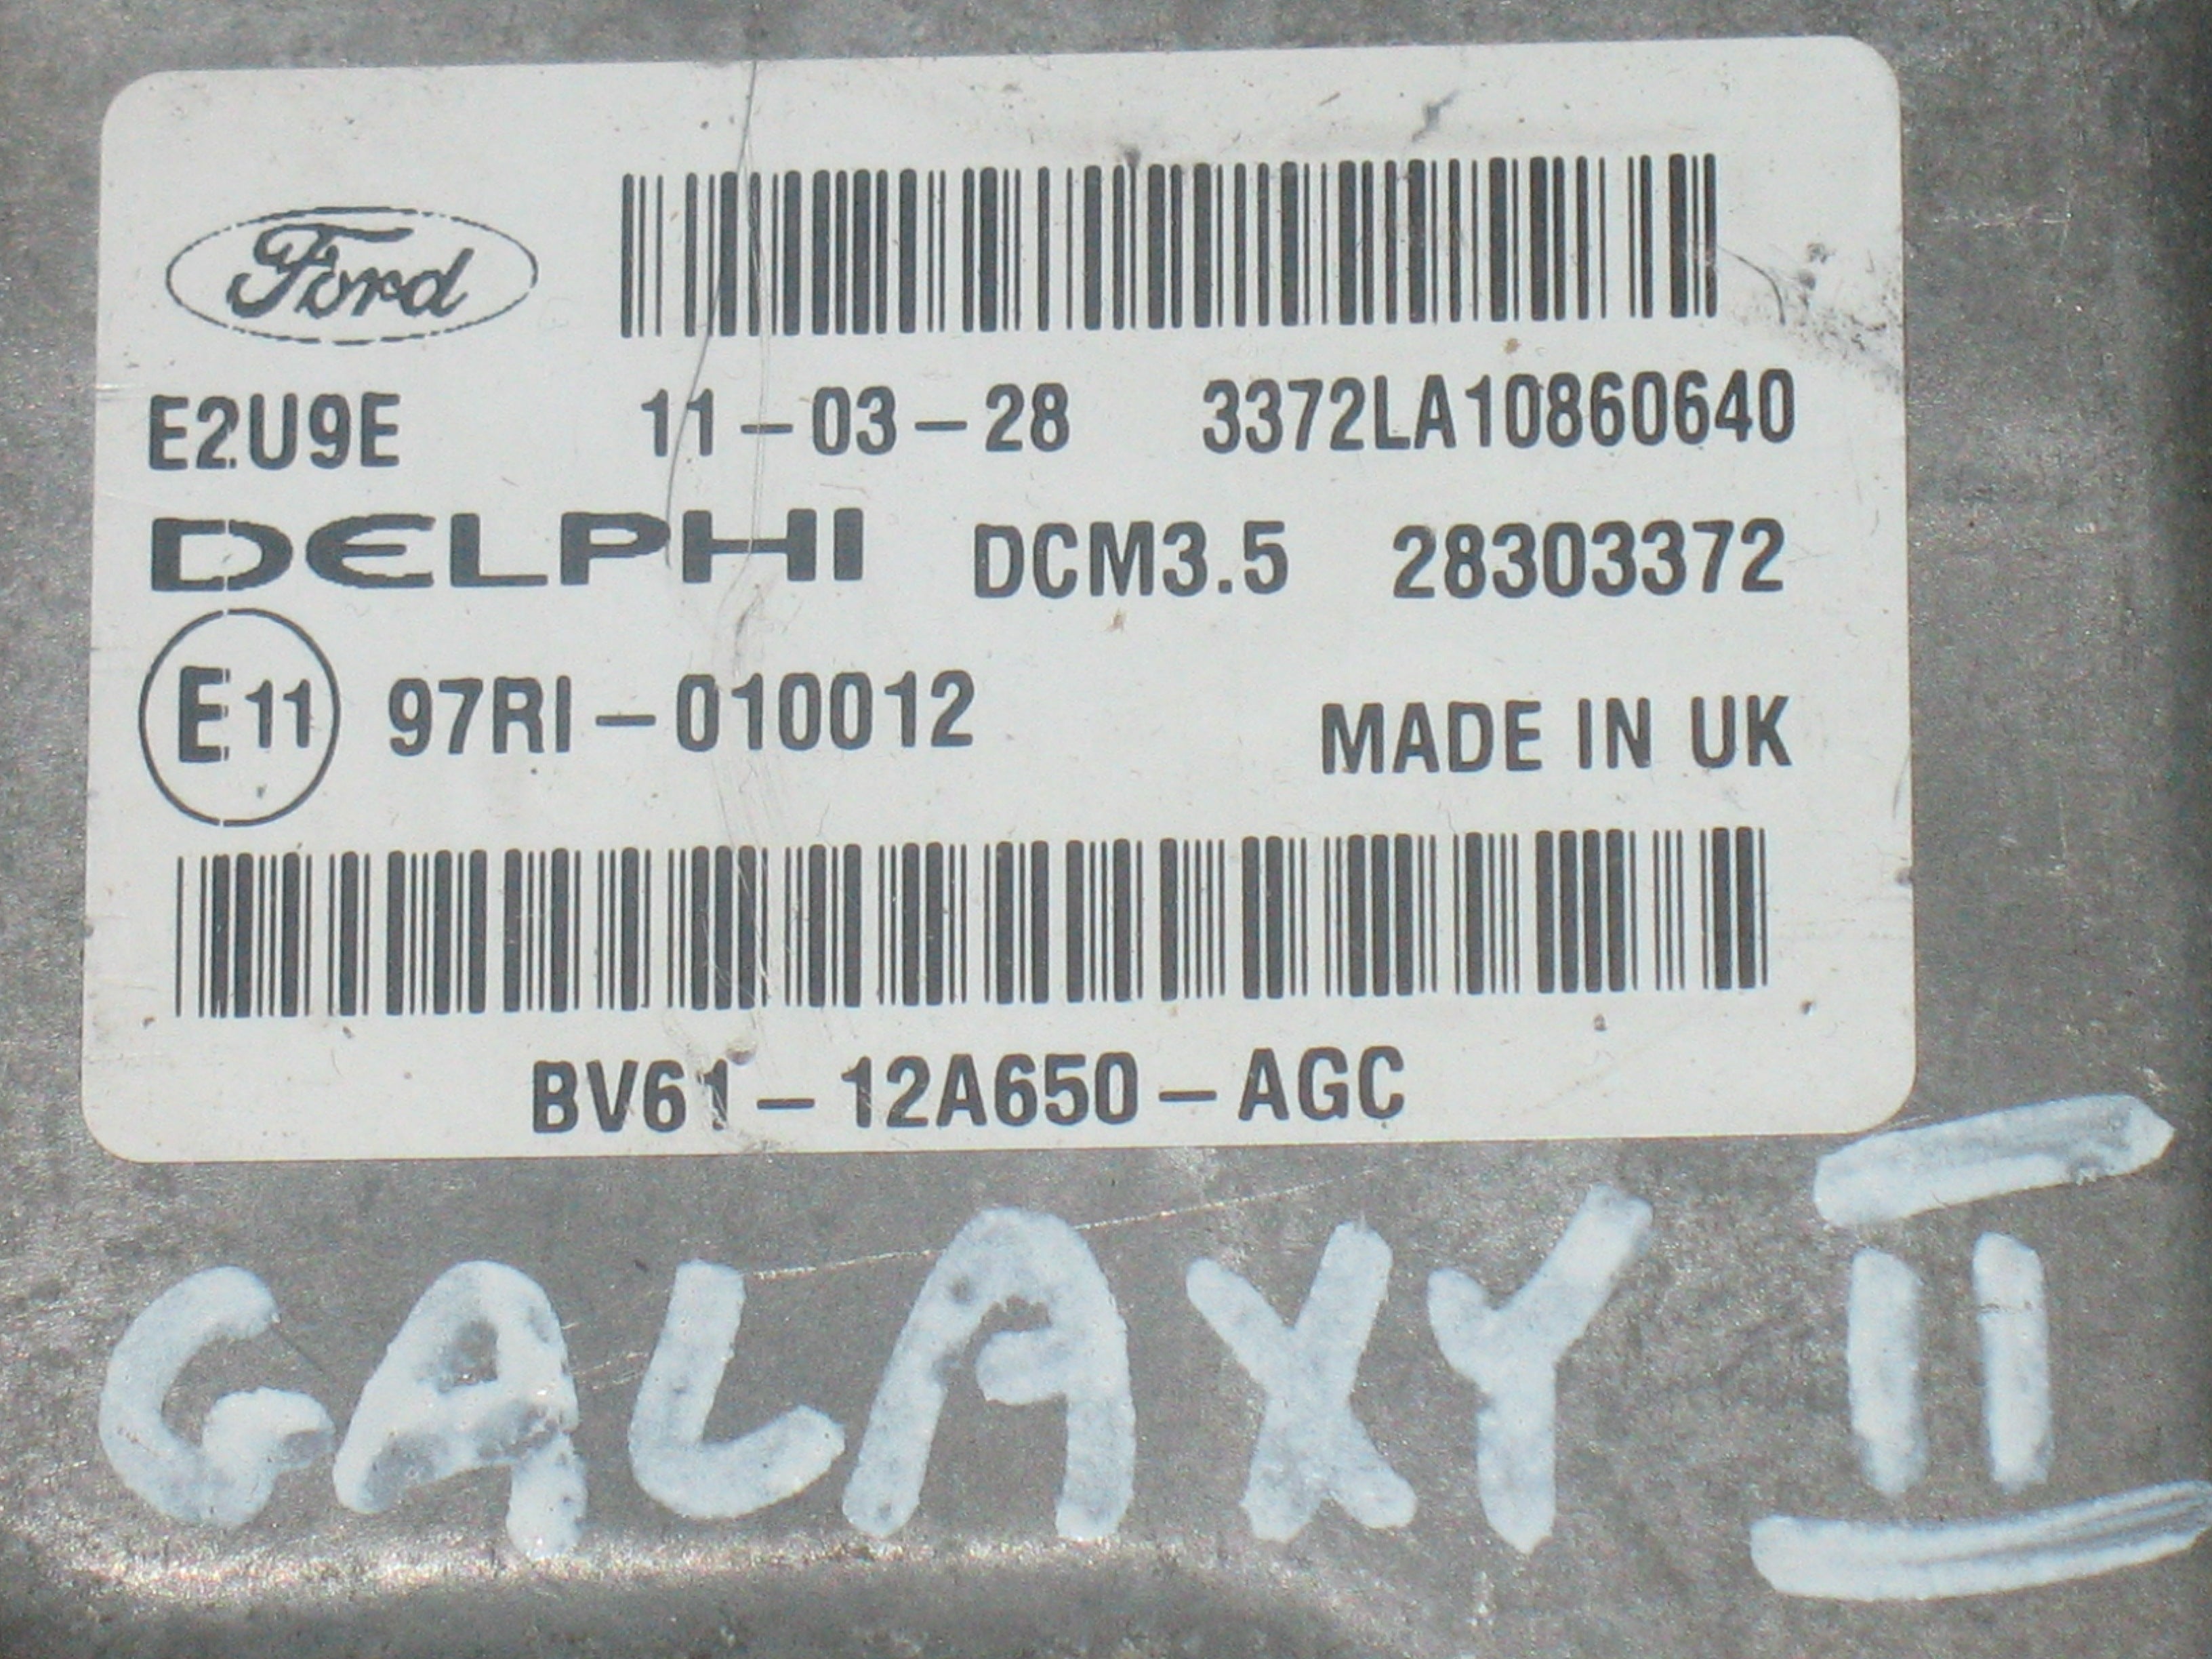 Ford
E2U9E 11-03-28 3372LA10860640
DELPHI DCM3.5 28303372
E11 97RI-010012 MADE IN UK
BV61-12A650-AGC
GALAXY II